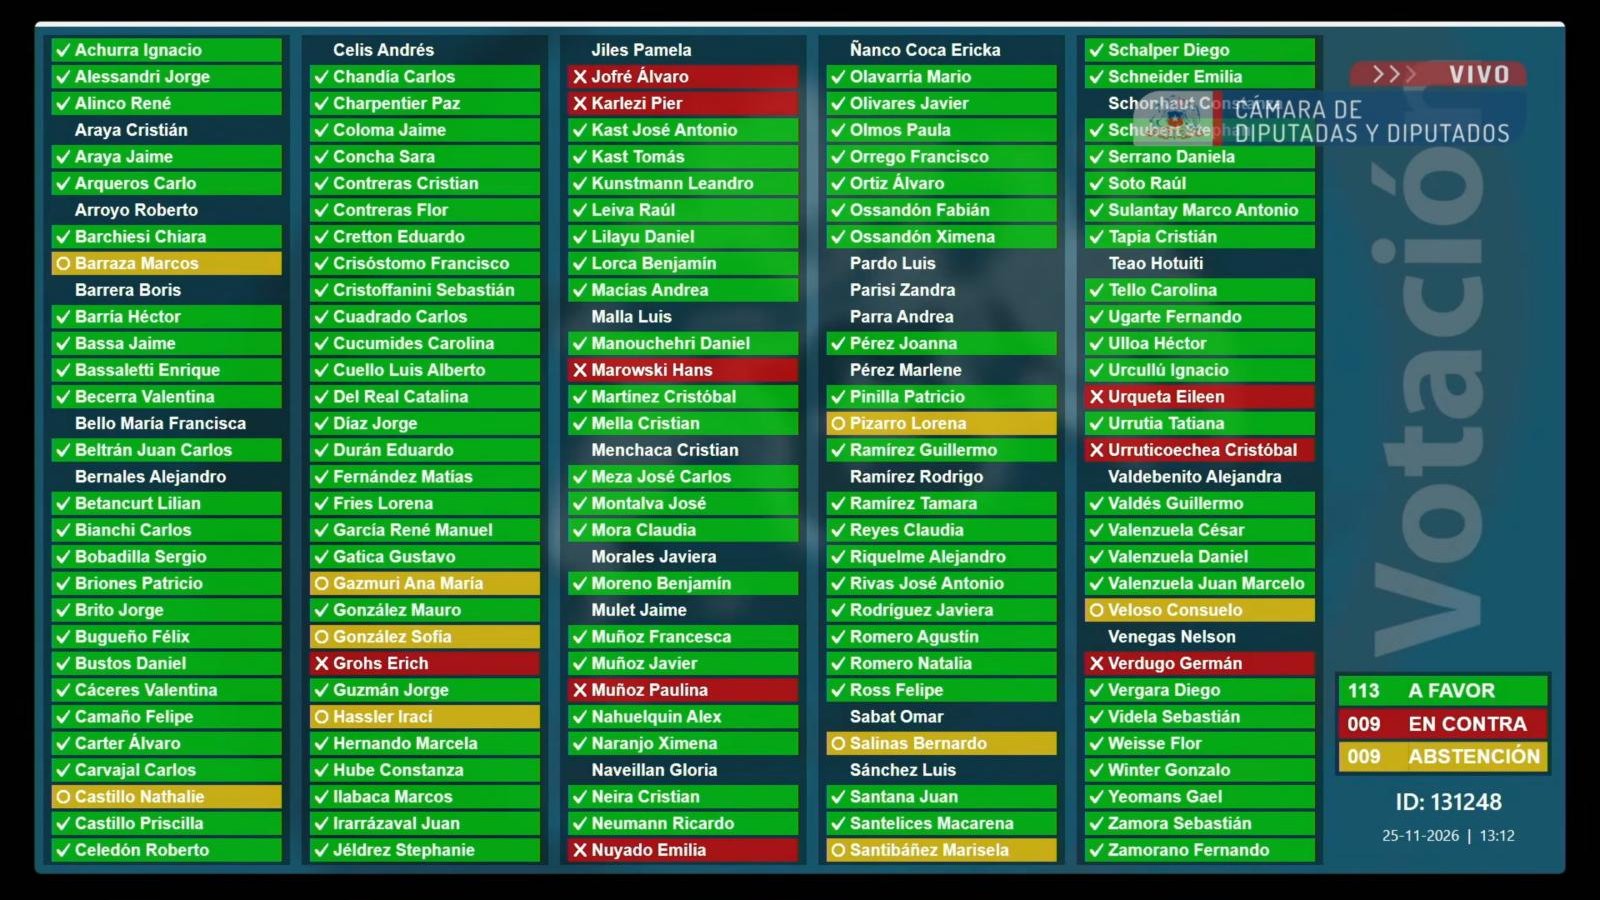 ✓ Achurra Ignacio
✓ Alessandri Jorge
✓ Alinco René
Araya Cristián
✓ Araya Jaime
✓ Arqueros Carlo
Arroyo Roberto
✓ Barchiesi Chiara
O Barraza Marcos
Barrera Boris
✓ Barría Héctor
✓ Bassa Jaime
✓ Bassaletti Enrique
✓ Becerra Valentina
Bello María Francisca
✓ Beltrán Juan Carlos
Bernales Alejandro
✓ Betancurt Lilian
✓ Bianchi Carlos
✓ Bobadilla Sergio
✓ Briones Patricio
✓ Brito Jorge
✓ Bugueño Félix
✓ Bustos Daniel
✓ Cáceres Valentina
✓ Camaño Felipe
✓ Carter Álvaro
✓ Carvajal Carlos
O Castillo Nathalie
✓ Castillo Priscilla
✓ Celedón Roberto
Celis Andrés
✓ Chandía Carlos
✓ Charpentier Paz
✓ Coloma Jaime
✓ Concha Sara
✓ Contreras Cristian
✓ Contreras Flor
✓ Cretton Eduardo
✓ Crisóstomo Francisco
✓ Cristoffanini Sebastián
✓ Cuadrado Carlos
✓ Cucumides Carolina
✓ Cuello Luis Alberto
✓ Del Real Catalina
✓ Díaz Jorge
✓ Durán Eduardo
✓ Fernández Matías
✓ Fries Lorena
✓ García René Manuel
✓ Gatica Gustavo
O Gazmuri Ana María
✓ González Mauro
O González Sofía
X Grohs Erich
✓ Guzmán Jorge
O Hassler Irací
✓ Hernando Marcela
✓ Hube Constanza
✓ Ilabaca Marcos
✓ Irarrázaval Juan
✓ Jéldrez Stephanie
Jiles Pamela
X Jofré Álvaro
X Karlezi Pier
✓ Kast José Antonio
✓ Kast Tomás
✓ Kunstmann Leandro
✓ Leiva Raúl
✓ Lilayu Daniel
✓ Lorca Benjamín
✓ Macías Andrea
Malla Luis
✓ Manouchehri Daniel
X Marowski Hans
✓ Martínez Cristóbal
✓ Mella Cristian
Menchaca Cristian
✓ Meza José Carlos
✓ Montalva José
✓ Mora Claudia
Morales Javiera
✓ Moreno Benjamín
Mulet Jaime
✓ Muñoz Francesca
✓ Muñoz Javier
X Muñoz Paulina
✓ Nahuelquin Alex
✓ Naranjo Ximena
Naveillan Gloria
✓ Neira Cristian
✓ Neumann Ricardo
X Nuyado Emilia
Ñanco Coca Ericka
✓ Olavarría Mario
✓ Olivares Javier
✓ Olmos Paula
✓ Orrego Francisco
✓ Ortiz Álvaro
✓ Ossandón Fabián
✓ Ossandón Ximena
Pardo Luis
Parisi Zandra
Parra Andrea
✓ Pérez Joanna
Pérez Marlene
✓ Pinilla Patricio
O Pizarro Lorena
✓ Ramírez Guillermo
Ramírez Rodrigo
✓ Ramírez Tamara
✓ Reyes Claudia
✓ Riquelme Alejandro
✓ Rivas José Antonio
✓ Rodríguez Javiera
✓ Romero Agustín
✓ Romero Natalia
✓ Ross Felipe
Sabat Omar
O Salinas Bernardo
Sánchez Luis
✓ Santana Juan
✓ Santelices Macarena
O Santibáñez Marisela
✓ Schalper Diego
✓ Schneider Emilia
Schonhaut Constanza
✓ Schubert Stephan
✓ Serrano Daniela
✓ Soto Raúl
✓ Sulantay Marco Antonio
✓ Tapia Cristián
Teao Hotuiti
✓ Tello Carolina
✓ Ugarte Fernando
✓ Ulloa Héctor
✓ Urcullú Ignacio
X Urqueta Eileen
✓ Urrutia Tatiana
X Urruticoechea Cristóbal
Valdebenito Alejandra
✓ Valdés Guillermo
✓ Valenzuela César
✓ Valenzuela Daniel
✓ Valenzuela Juan Marcelo
O Veloso Consuelo
Venegas Nelson
X Verdugo Germán
✓ Vergara Diego
✓ Videla Sebastián
✓ Weisse Flor
✓ Winter Gonzalo
✓ Yeomans Gael
✓ Zamora Sebastián
✓ Zamorano Fernando
>>> VIVO
CÁMARA DE
DIPUTADAS Y DIPUTADOS
Votación
113 A FAVOR
009 EN CONTRA
009 ABSTENCIÓN
ID: 131248
25-11-2026 | 13:12